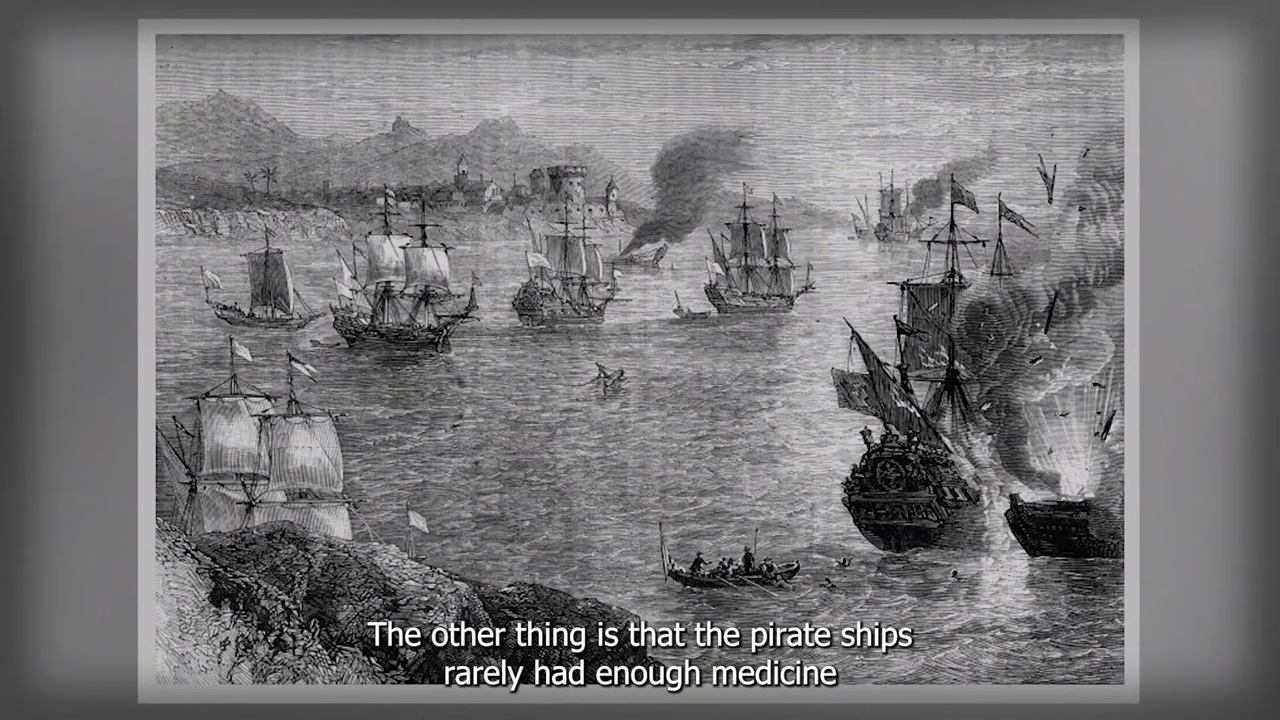 The other thing is that the pirate ships
rarely had enough medicine